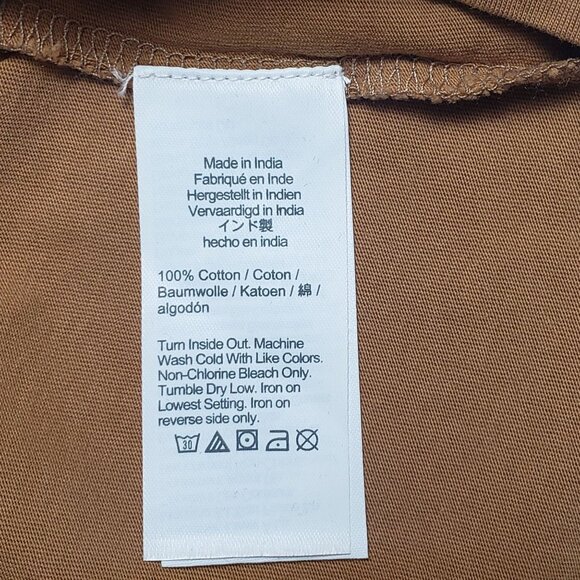 Made in India
Fabriqué en Inde
Hergestellt in Indien
Vervaardigd in India
インド製
hecho en india
100% Cotton / Coton /
Baumwolle / Katoen / 綿 /
algodón
Turn Inside Out. Machine
Wash Cold With Like Colors.
Non-Chlorine Bleach Only.
Tumble Dry Low. Iron on
Lowest Setting. Iron on
reverse side only.
30